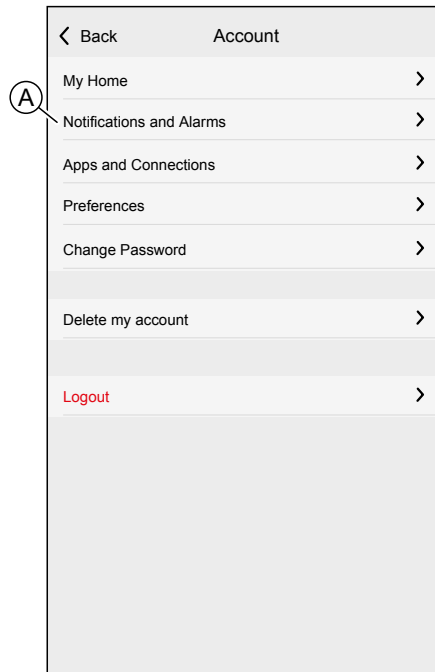 Back Account
My Home
A
Notifications and Alarms
Apps and Connections
Preferences
Change Password
Delete my account
Logout